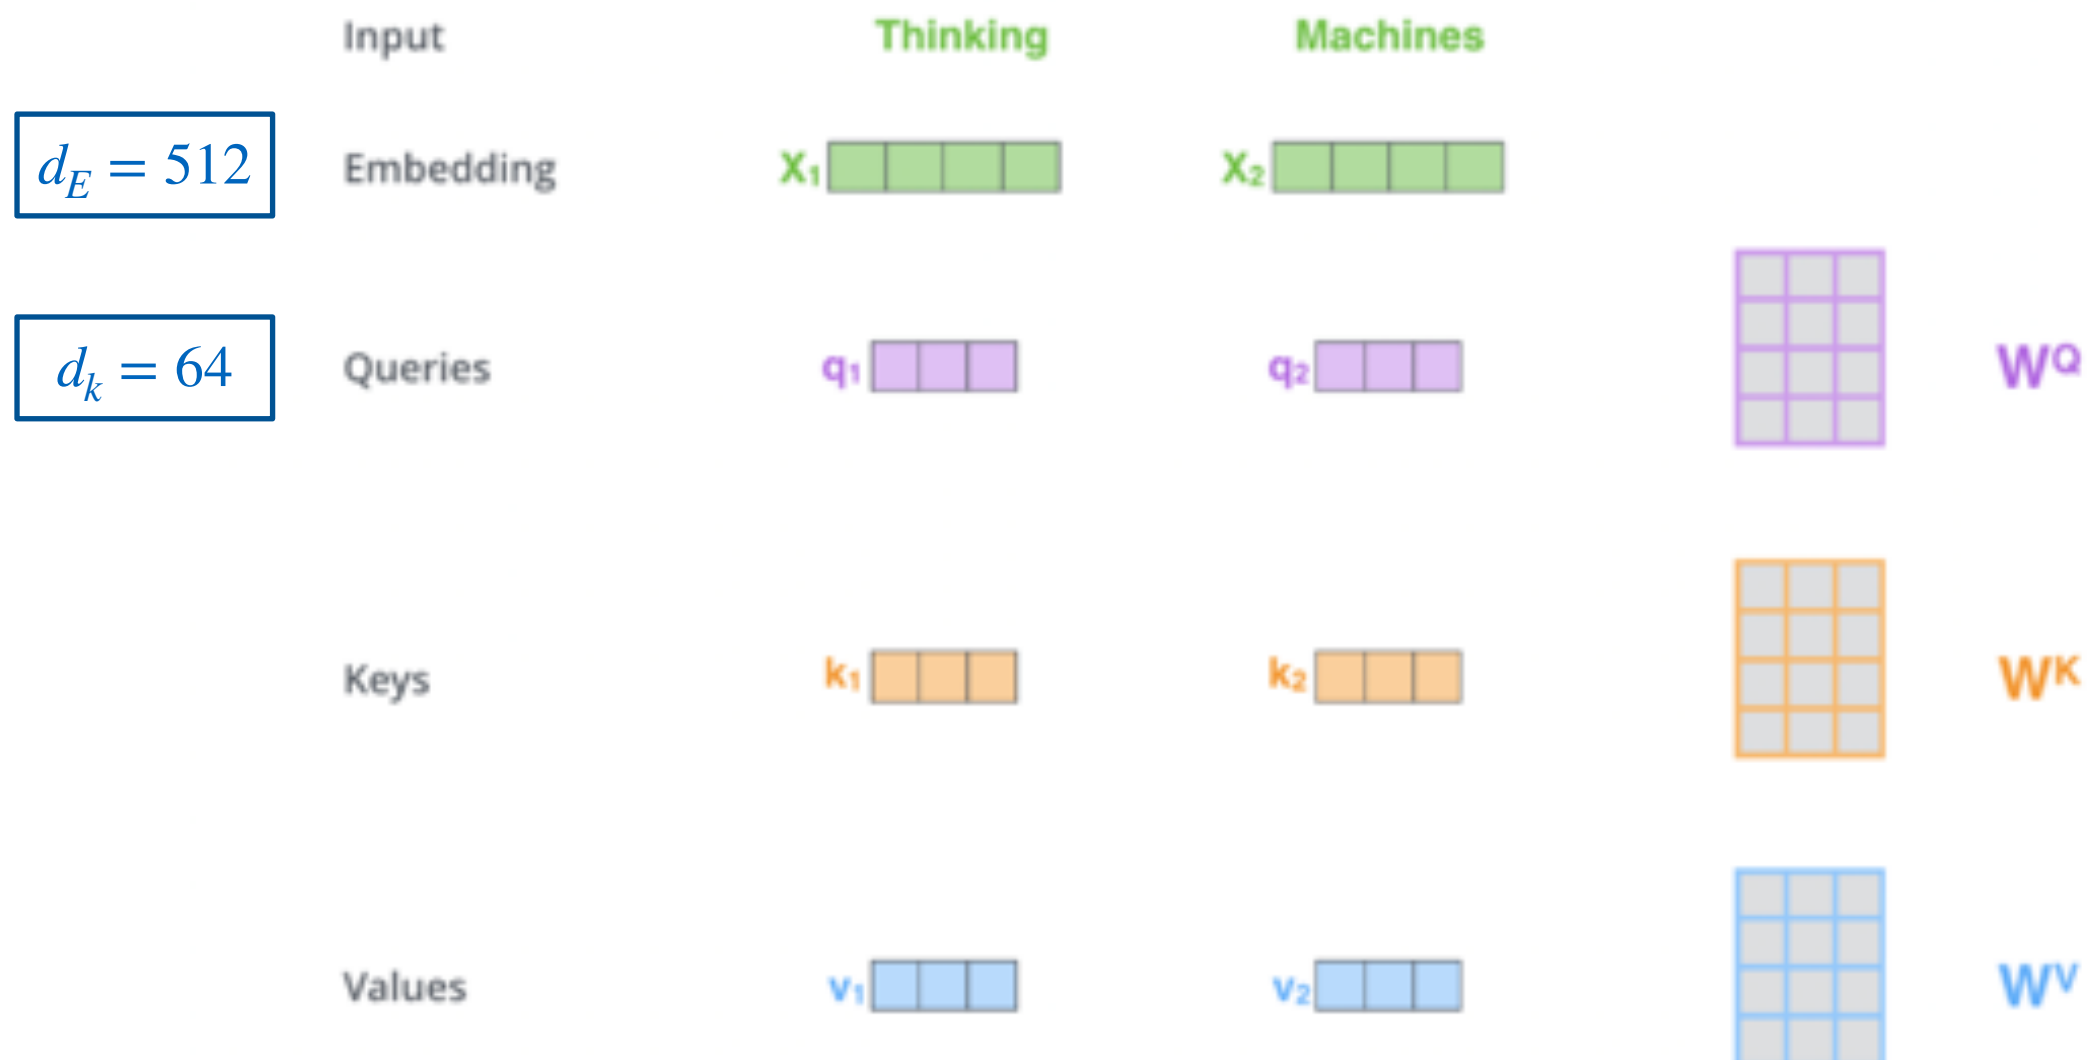 Input Thinking Machines
d_E = 512 Embedding X₁ X₂
d_k = 64 Queries q₁ q₂ W^Q
Keys k₁ k₂ W^K
Values v₁ v₂ W^V